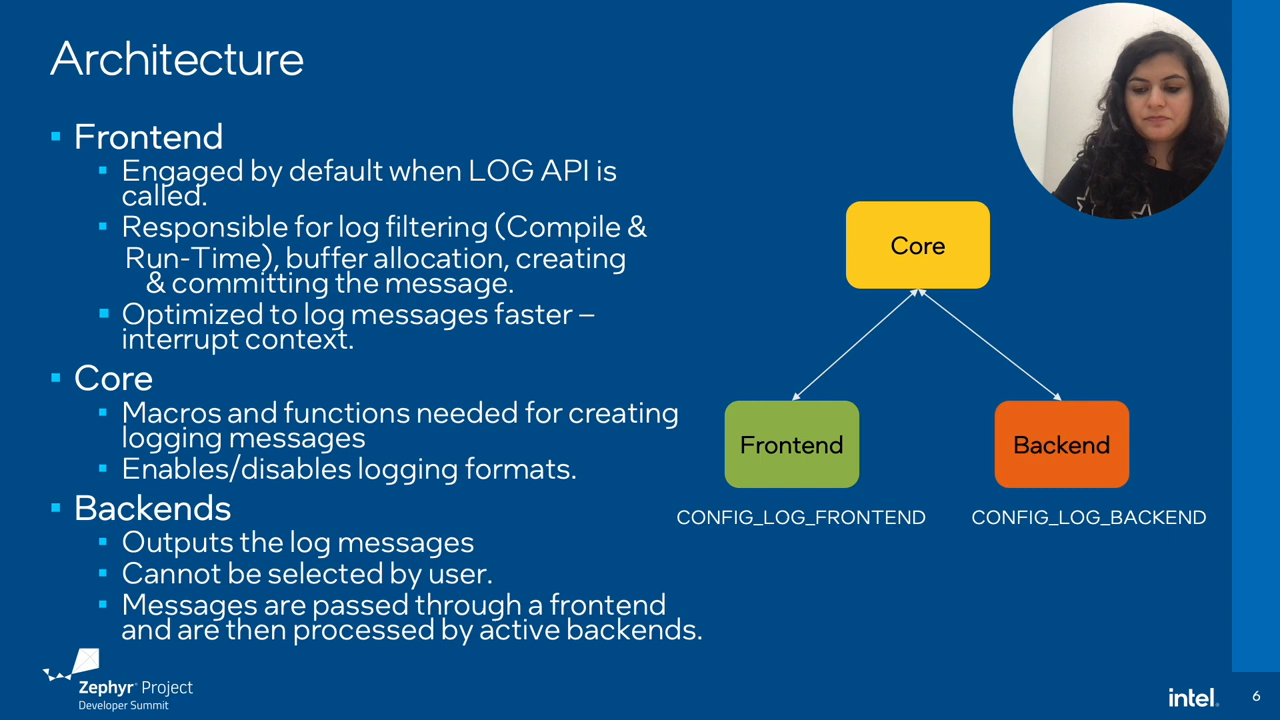 Architecture
▪ Frontend
▪ Engaged by default when LOG API is
called.
▪ Responsible for log filtering (Compile &
Run-Time), buffer allocation, creating
& committing the message.
▪ Optimized to log messages faster –
interrupt context.
▪ Core
▪ Macros and functions needed for creating
logging messages
▪ Enables/disables logging formats.
▪ Backends
▪ Outputs the log messages
▪ Cannot be selected by user.
▪ Messages are passed through a frontend
and are then processed by active backends.
Core
Frontend
Backend
CONFIG_LOG_FRONTEND
CONFIG_LOG_BACKEND
Zephyr Project
Developer Summit
intel.
6